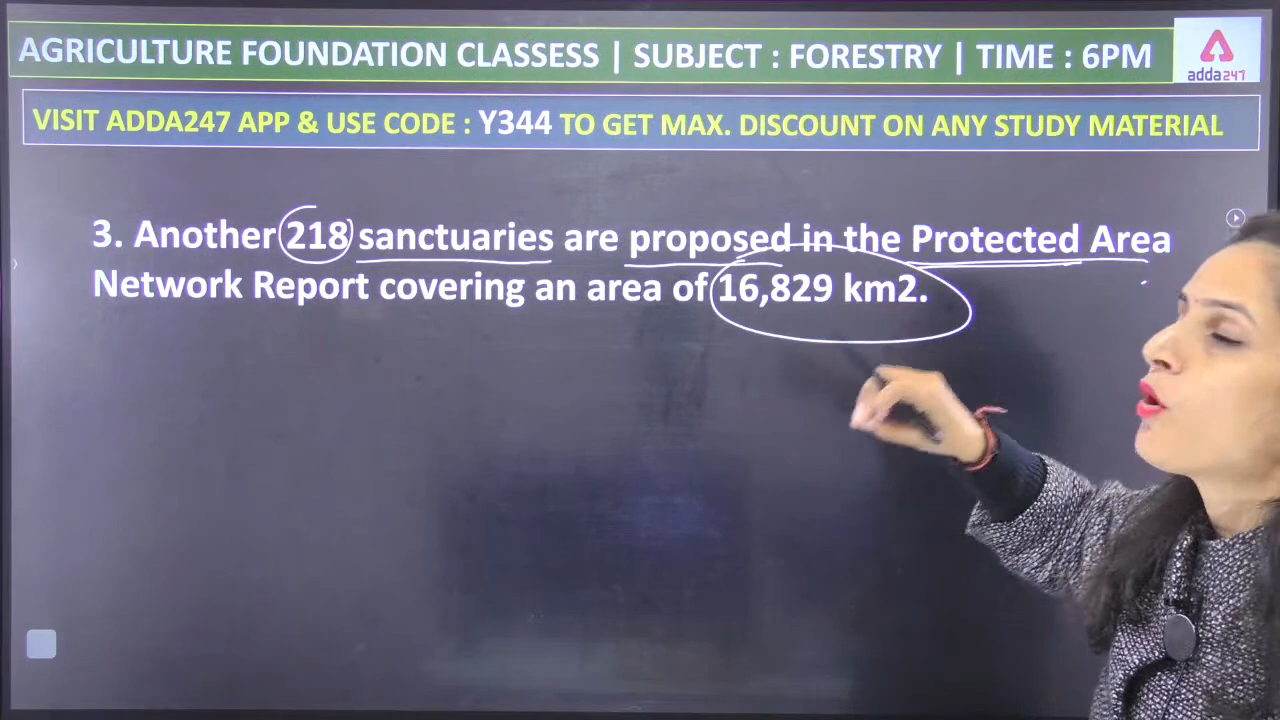 AGRICULTURE FOUNDATION CLASSESS | SUBJECT : FORESTRY | TIME : 6PM
adda247
VISIT ADDA247 APP & USE CODE : Y344 TO GET MAX. DISCOUNT ON ANY STUDY MATERIAL
3. Another 218 sanctuaries are proposed in the Protected Area
Network Report covering an area of 16,829 km2.